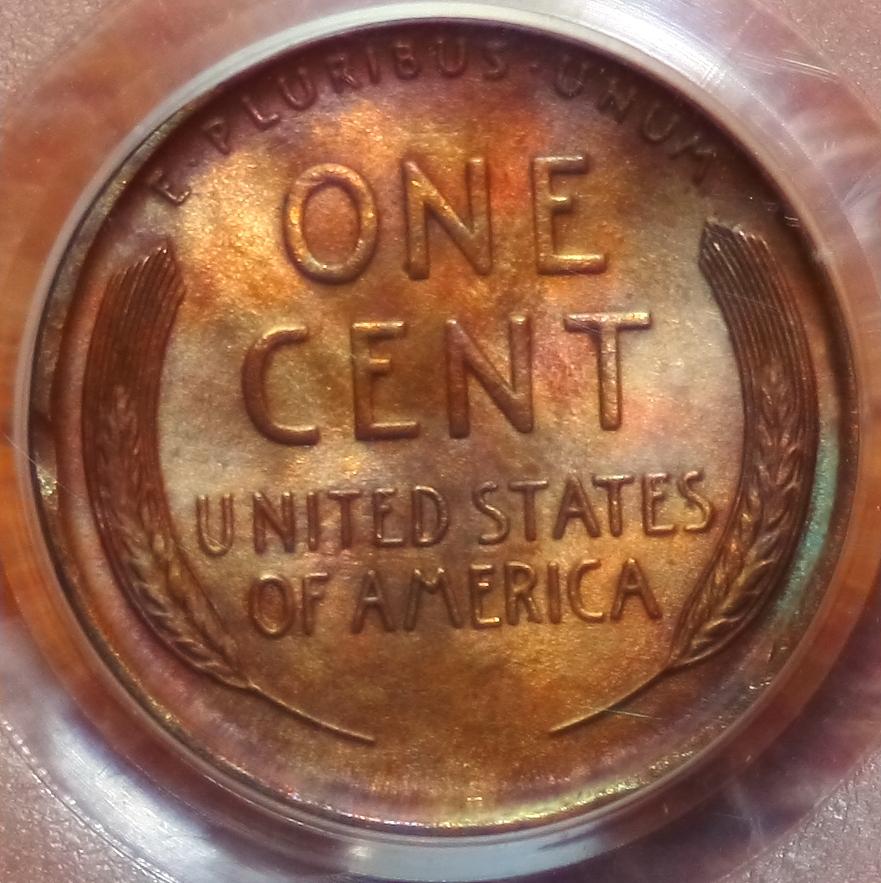 E·PLURIBUS·UNUM
ONE
CENT
UNITED STATES
OF AMERICA